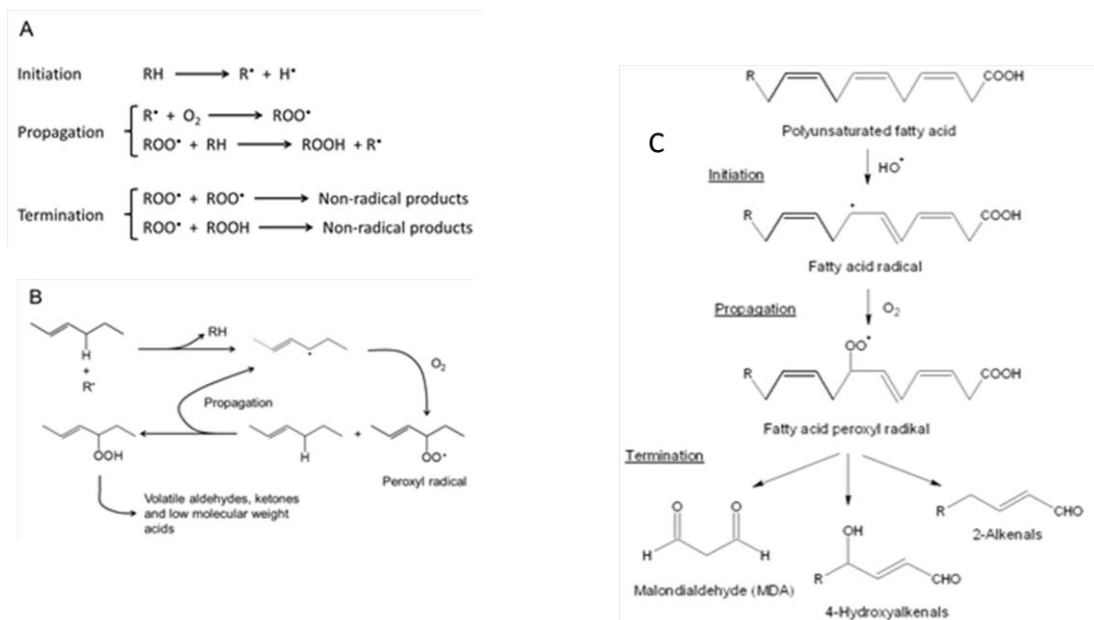 A
Initiation RH ⟶ R• + H•
Propagation
R• + O₂ ⟶ ROO•
ROO• + RH ⟶ ROOH + R•
Termination
ROO• + ROO• ⟶ Non-radical products
ROO• + ROOH ⟶ Non-radical products
B
H
+
R•
RH
O₂
Propagation
OOH
H
+
OO•
Peroxyl radical
Volatile aldehydes, ketones
and low molecular weight
acids
C
R COOH
Polyunsaturated fatty acid
Initiation
HO•
R • COOH
Fatty acid radical
Propagation
O₂
OO•
R COOH
Fatty acid peroxyl radikal
Termination
O O
H H
Malondialdehyde (MDA)
OH
R CHO
4-Hydroxyalkenals
R CHO
2-Alkenals